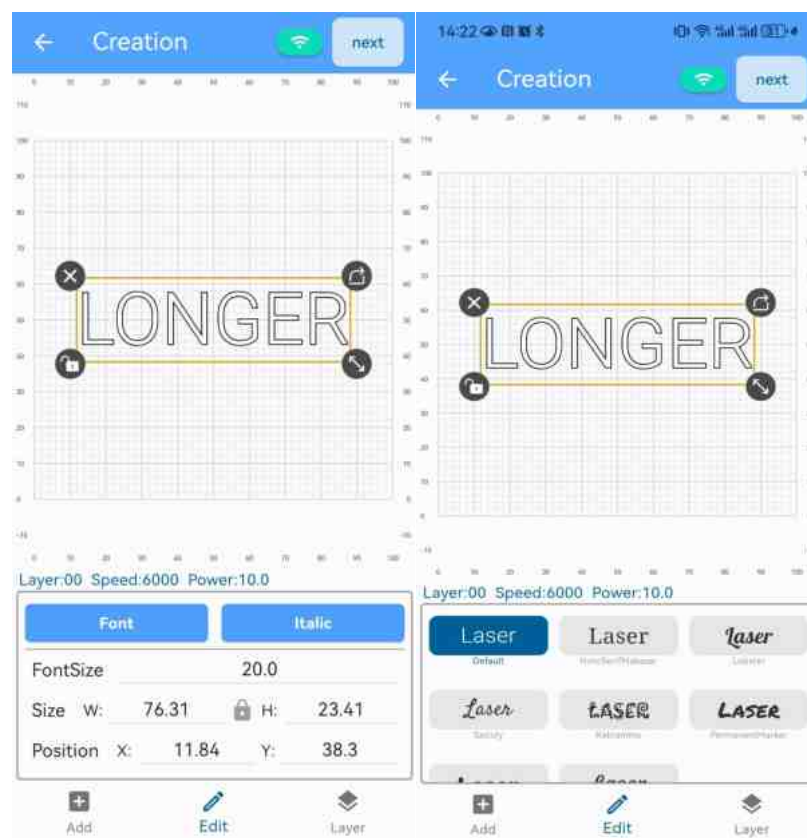 Creation
next
LONGER
Layer:00 Speed:6000 Power:10.0
Font
Italic
FontSize 20.0
Size W: 76.31 H: 23.41
Position X: 11.84 Y: 38.3
Add
Edit
Layer
14:22
Creation
next
LONGER
Layer:00 Speed:6000 Power:10.0
Laser
Laser
Laser
Default
Lobster
Laser
LASER
LASER
Satisfy
PermanentMarker
Add
Edit
Layer